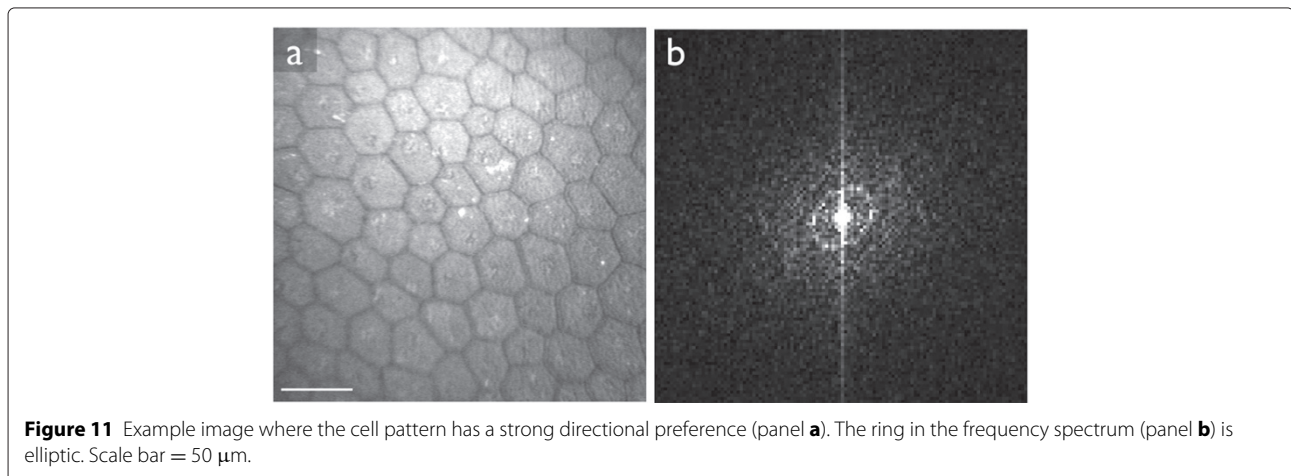 a
b
Figure 11 Example image where the cell pattern has a strong directional preference (panel a). The ring in the frequency spectrum (panel b) is
elliptic. Scale bar = 50 μm.